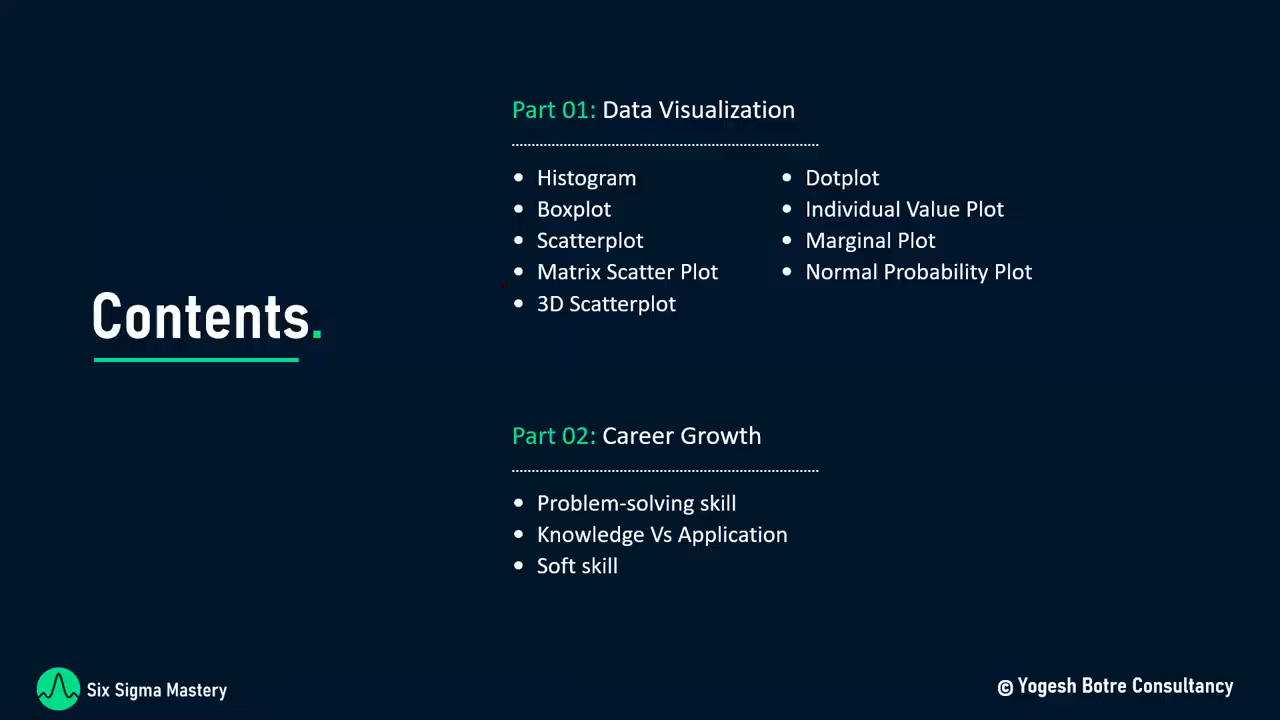 Contents.
Part 01: Data Visualization
• Histogram
• Boxplot
• Scatterplot
• Matrix Scatter Plot
• 3D Scatterplot
• Dotplot
• Individual Value Plot
• Marginal Plot
• Normal Probability Plot
Part 02: Career Growth
• Problem-solving skill
• Knowledge Vs Application
• Soft skill
Six Sigma Mastery
© Yogesh Botre Consultancy